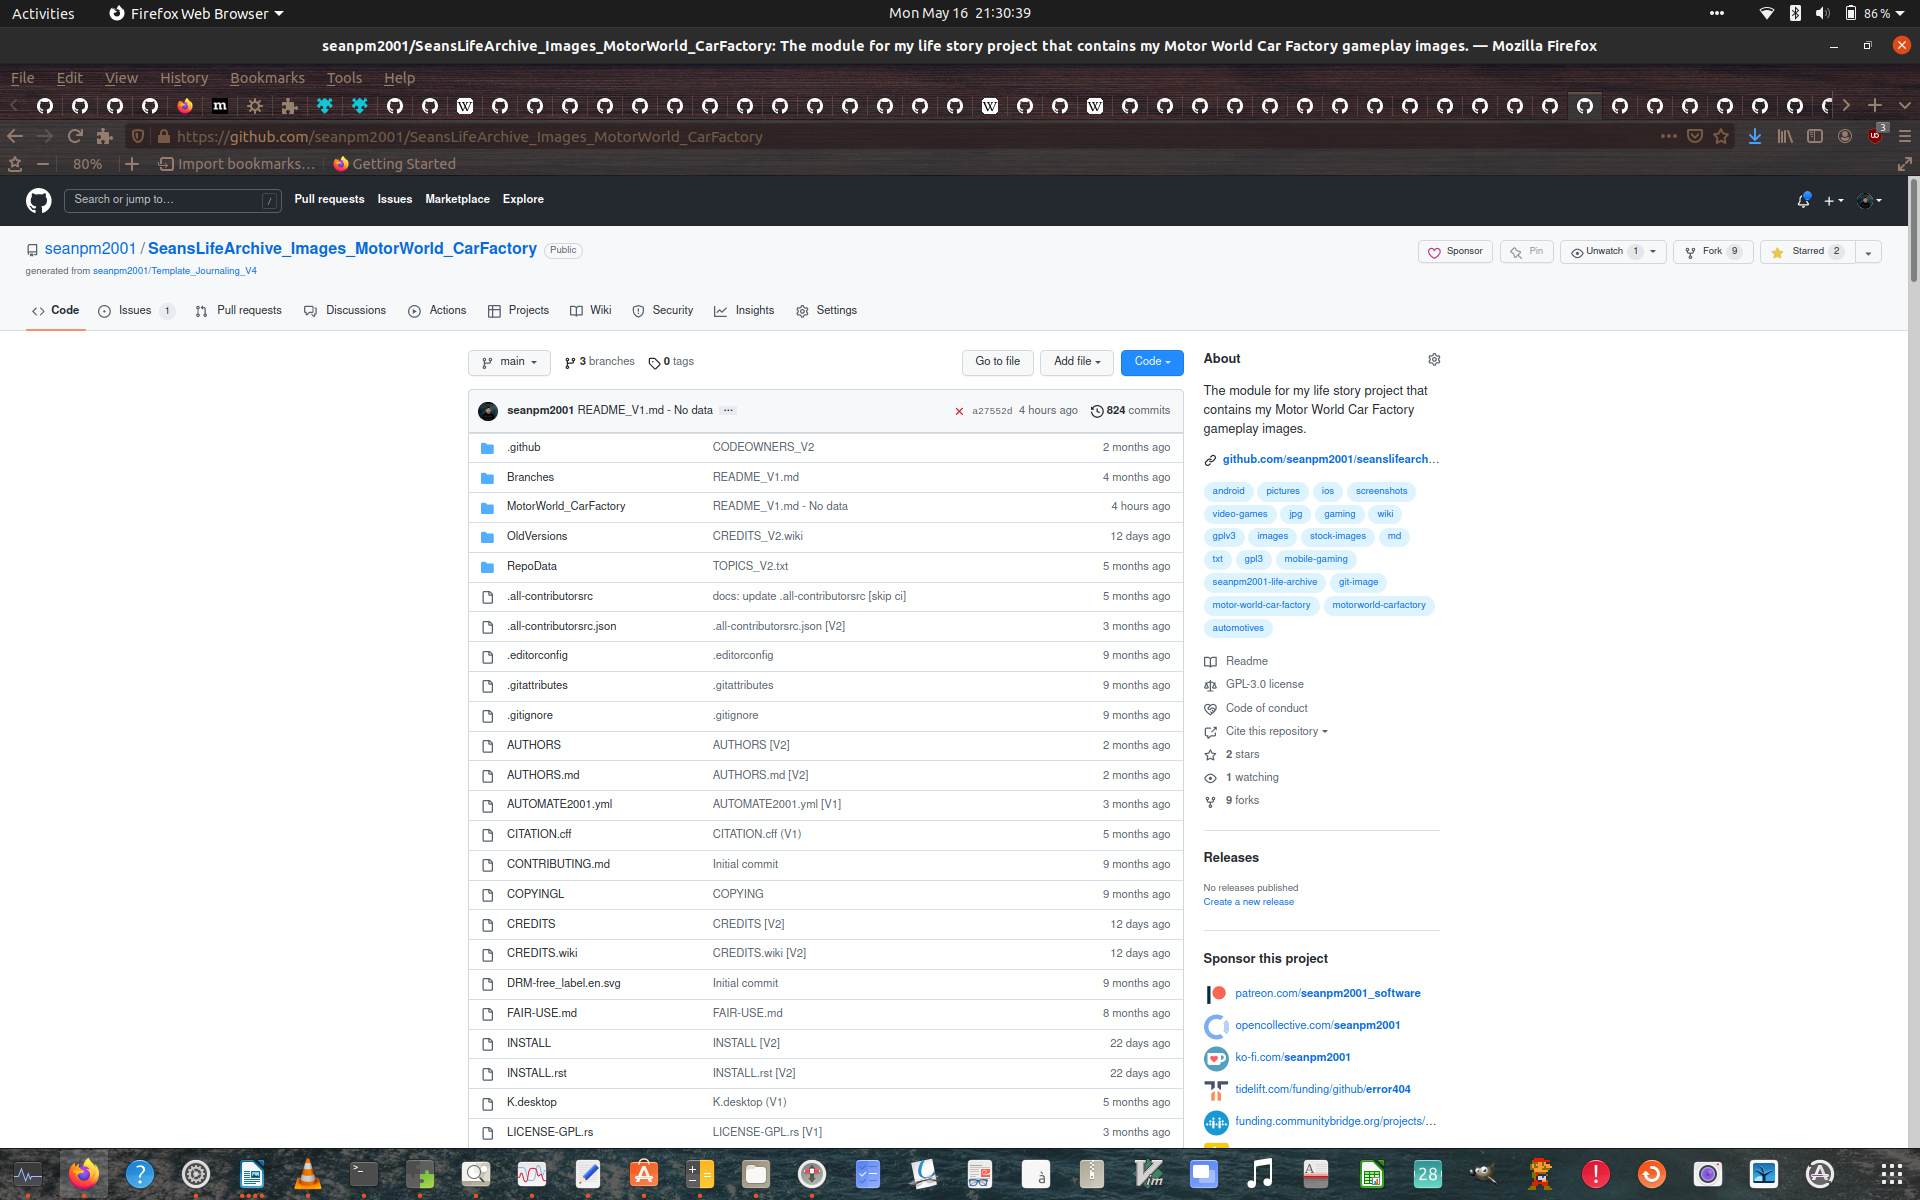 Activities Firefox Web Browser Mon May 16 21:30:39 86%
seanpm2001/SeansLifeArchive_Images_MotorWorld_CarFactory: The module for my life story project that contains my Motor World Car Factory gameplay images. — Mozilla Firefox
File Edit View History Bookmarks Tools Help
https://github.com/seanpm2001/SeansLifeArchive_Images_MotorWorld_CarFactory 3
80% Import bookmarks... Getting Started
Search or jump to... / Pull requests Issues Marketplace Explore
seanpm2001 / SeansLifeArchive_Images_MotorWorld_CarFactory Public
Sponsor Pin Unwatch 1 Fork 9 Starred 2
generated from seanpm2001/Template_Journaling_V4
Code Issues 1 Pull requests Discussions Actions Projects Wiki Security Insights Settings
main 3 branches 0 tags Go to file Add file Code
seanpm2001 README_V1.md - No data ... a27552d 4 hours ago 824 commits
.github CODEOWNERS_V2 2 months ago
Branches README_V1.md 4 months ago
MotorWorld_CarFactory README_V1.md - No data 4 hours ago
OldVersions CREDITS_V2.wiki 12 days ago
RepoData TOPICS_V2.txt 5 months ago
.all-contributorsrc docs: update .all-contributorsrc [skip ci] 5 months ago
.all-contributorsrc.json .all-contributorsrc.json [V2] 3 months ago
.editorconfig .editorconfig 9 months ago
.gitattributes .gitattributes 9 months ago
.gitignore .gitignore 9 months ago
AUTHORS AUTHORS [V2] 2 months ago
AUTHORS.md AUTHORS.md [V2] 2 months ago
AUTOMATE2001.yml AUTOMATE2001.yml [V1] 3 months ago
CITATION.cff CITATION.cff (V1) 5 months ago
CONTRIBUTING.md Initial commit 9 months ago
COPYINGL COPYING 9 months ago
CREDITS CREDITS [V2] 12 days ago
CREDITS.wiki CREDITS.wiki [V2] 12 days ago
DRM-free_label.en.svg Initial commit 9 months ago
FAIR-USE.md FAIR-USE.md 8 months ago
INSTALL INSTALL [V2] 22 days ago
INSTALL.rst INSTALL.rst [V2] 22 days ago
K.desktop K.desktop (V1) 5 months ago
LICENSE-GPL.rs LICENSE-GPL.rs [V1] 3 months ago
About
The module for my life story project that
contains my Motor World Car Factory
gameplay images.
github.com/seanpm2001/seanslifearch...
android pictures ios screenshots
video-games jpg gaming wiki
gplv3 images stock-images md
txt gpl3 mobile-gaming
seanpm2001-life-archive git-image
motor-world-car-factory motorworld-carfactory
automotives
Readme
GPL-3.0 license
Code of conduct
Cite this repository
2 stars
1 watching
9 forks
Releases
No releases published
Create a new release
Sponsor this project
patreon.com/seanpm2001_software
opencollective.com/seanpm2001
ko-fi.com/seanpm2001
tidelift.com/funding/github/error404
funding.communitybridge.org/projects/...
28